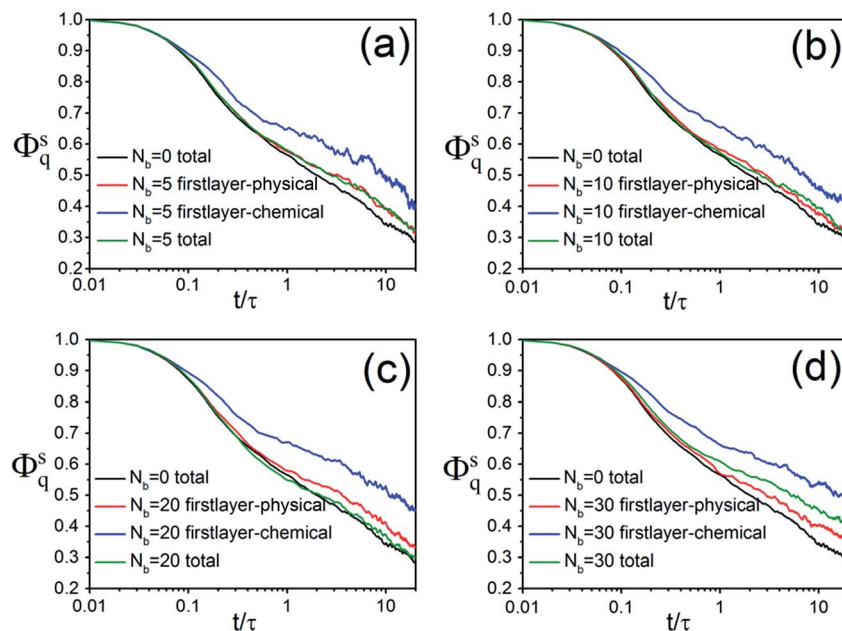 (a)
1.0
0.9
0.8
0.7
0.6
0.5
0.4
0.3
0.2
Φ_q^s
N_b=0 total
N_b=5 firstlayer-physical
N_b=5 firstlayer-chemical
N_b=5 total
0.01 0.1 1 10
t/τ
(b)
1.0
0.9
0.8
0.7
0.6
0.5
0.4
0.3
0.2
Φ_q^s
N_b=0 total
N_b=10 firstlayer-physical
N_b=10 firstlayer-chemical
N_b=10 total
0.01 0.1 1 10
t/τ
(c)
1.0
0.9
0.8
0.7
0.6
0.5
0.4
0.3
0.2
Φ_q^s
N_b=0 total
N_b=20 firstlayer-physical
N_b=20 firstlayer-chemical
N_b=20 total
0.01 0.1 1 10
t/τ
(d)
1.0
0.9
0.8
0.7
0.6
0.5
0.4
0.3
0.2
Φ_q^s
N_b=0 total
N_b=30 firstlayer-physical
N_b=30 firstlayer-chemical
N_b=30 total
0.01 0.1 1 10
t/τ